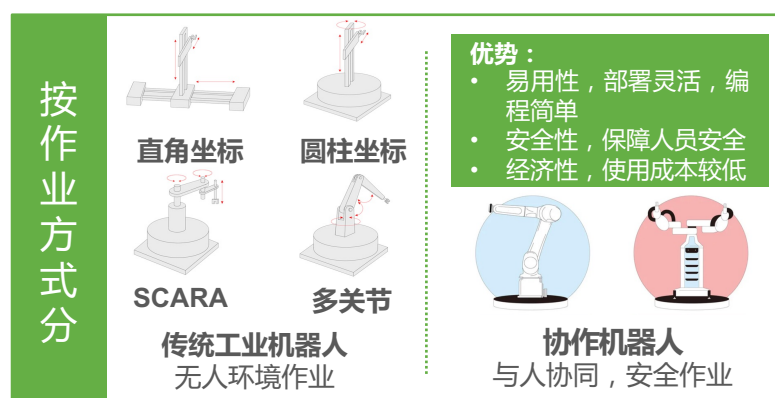 按作业方式分
直角坐标
圆柱坐标
SCARA
多关节
传统工业机器人
无人环境作业
优势：
• 易用性，部署灵活，编
程简单
• 安全性，保障人员安全
• 经济性，使用成本较低
协作机器人
与人协同，安全作业